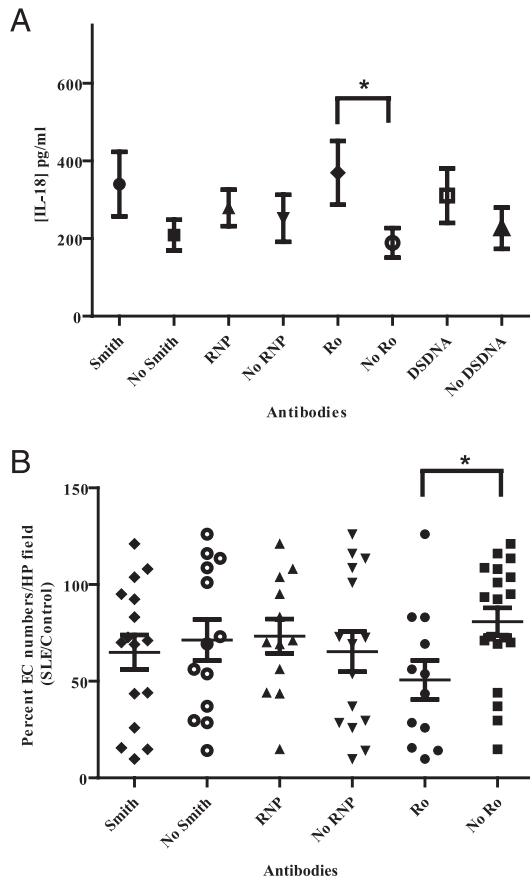 A
600
400
200
0
[IL-18] pg/ml
*
Smith
No Smith
RNP
No RNP
Ro
No Ro
DSDNA
No DSDNA
Antibodies
B
150
100
50
0
Percent EC numbers/HP field
(SLE/Control)
*
Smith
No Smith
RNP
No RNP
Ro
No Ro
Antibodies